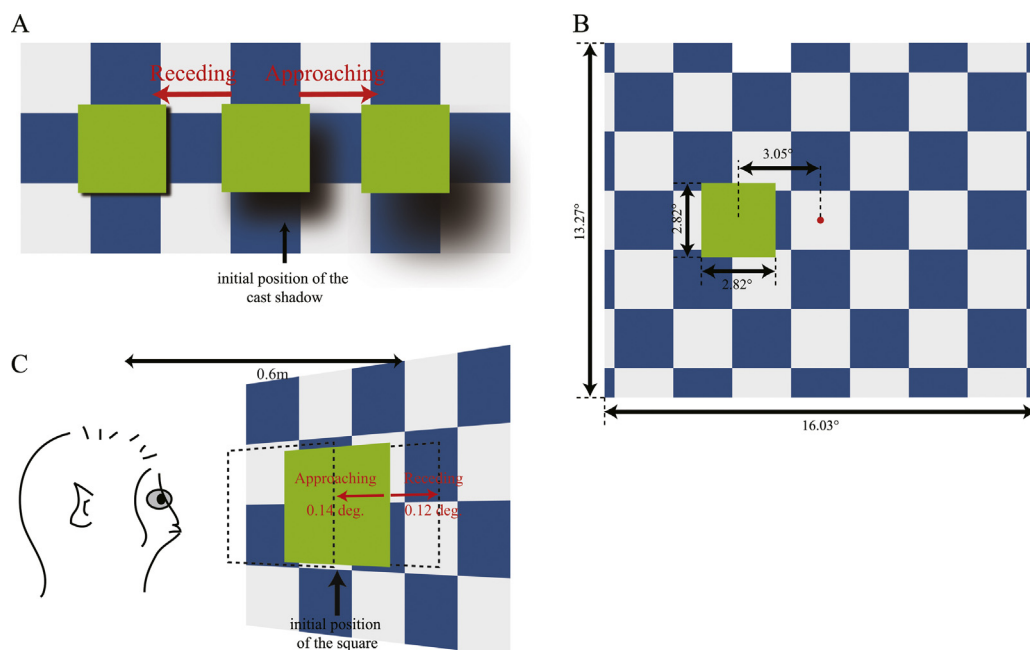 A
Receding
Approaching
initial position of the
cast shadow
B
13.27°
3.05°
2.82°
2.82°
16.03°
C
0.6m
Approaching
Receding
0.14 deg.
0.12 deg
initial position
of the square